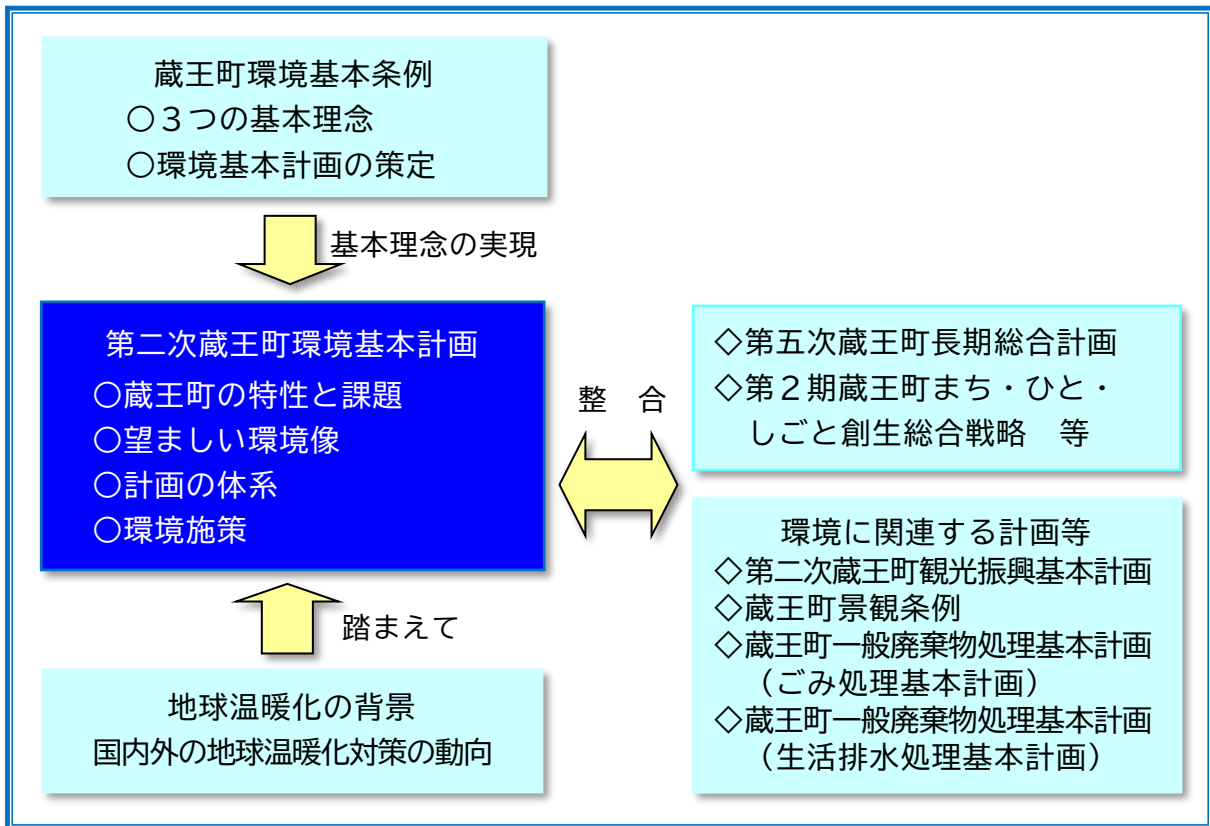 蔵王町環境基本条例
○３つの基本理念
○環境基本計画の策定
基本理念の実現
第二次蔵王町環境基本計画
○蔵王町の特性と課題
○望ましい環境像
○計画の体系
○環境施策
踏まえて
地球温暖化の背景
国内外の地球温暖化対策の動向
整　合
◇第五次蔵王町長期総合計画
◇第２期蔵王町まち・ひと・
しごと創生総合戦略　等
環境に関連する計画等
◇第二次蔵王町観光振興基本計画
◇蔵王町景観条例
◇蔵王町一般廃棄物処理基本計画
（ごみ処理基本計画）
◇蔵王町一般廃棄物処理基本計画
（生活排水処理基本計画）